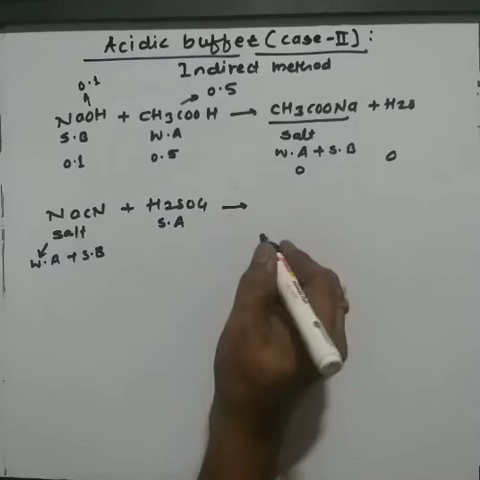 Acidic buffer (case-II) :
Indirect method
0.1
0.5
NaOH + CH3COOH → CH3COONa + H2O
S.B W.A salt
0.1 0.5 W.A + S.B 0
0
NaCN + H2SO4 →
salt S.A
W.A + S.B